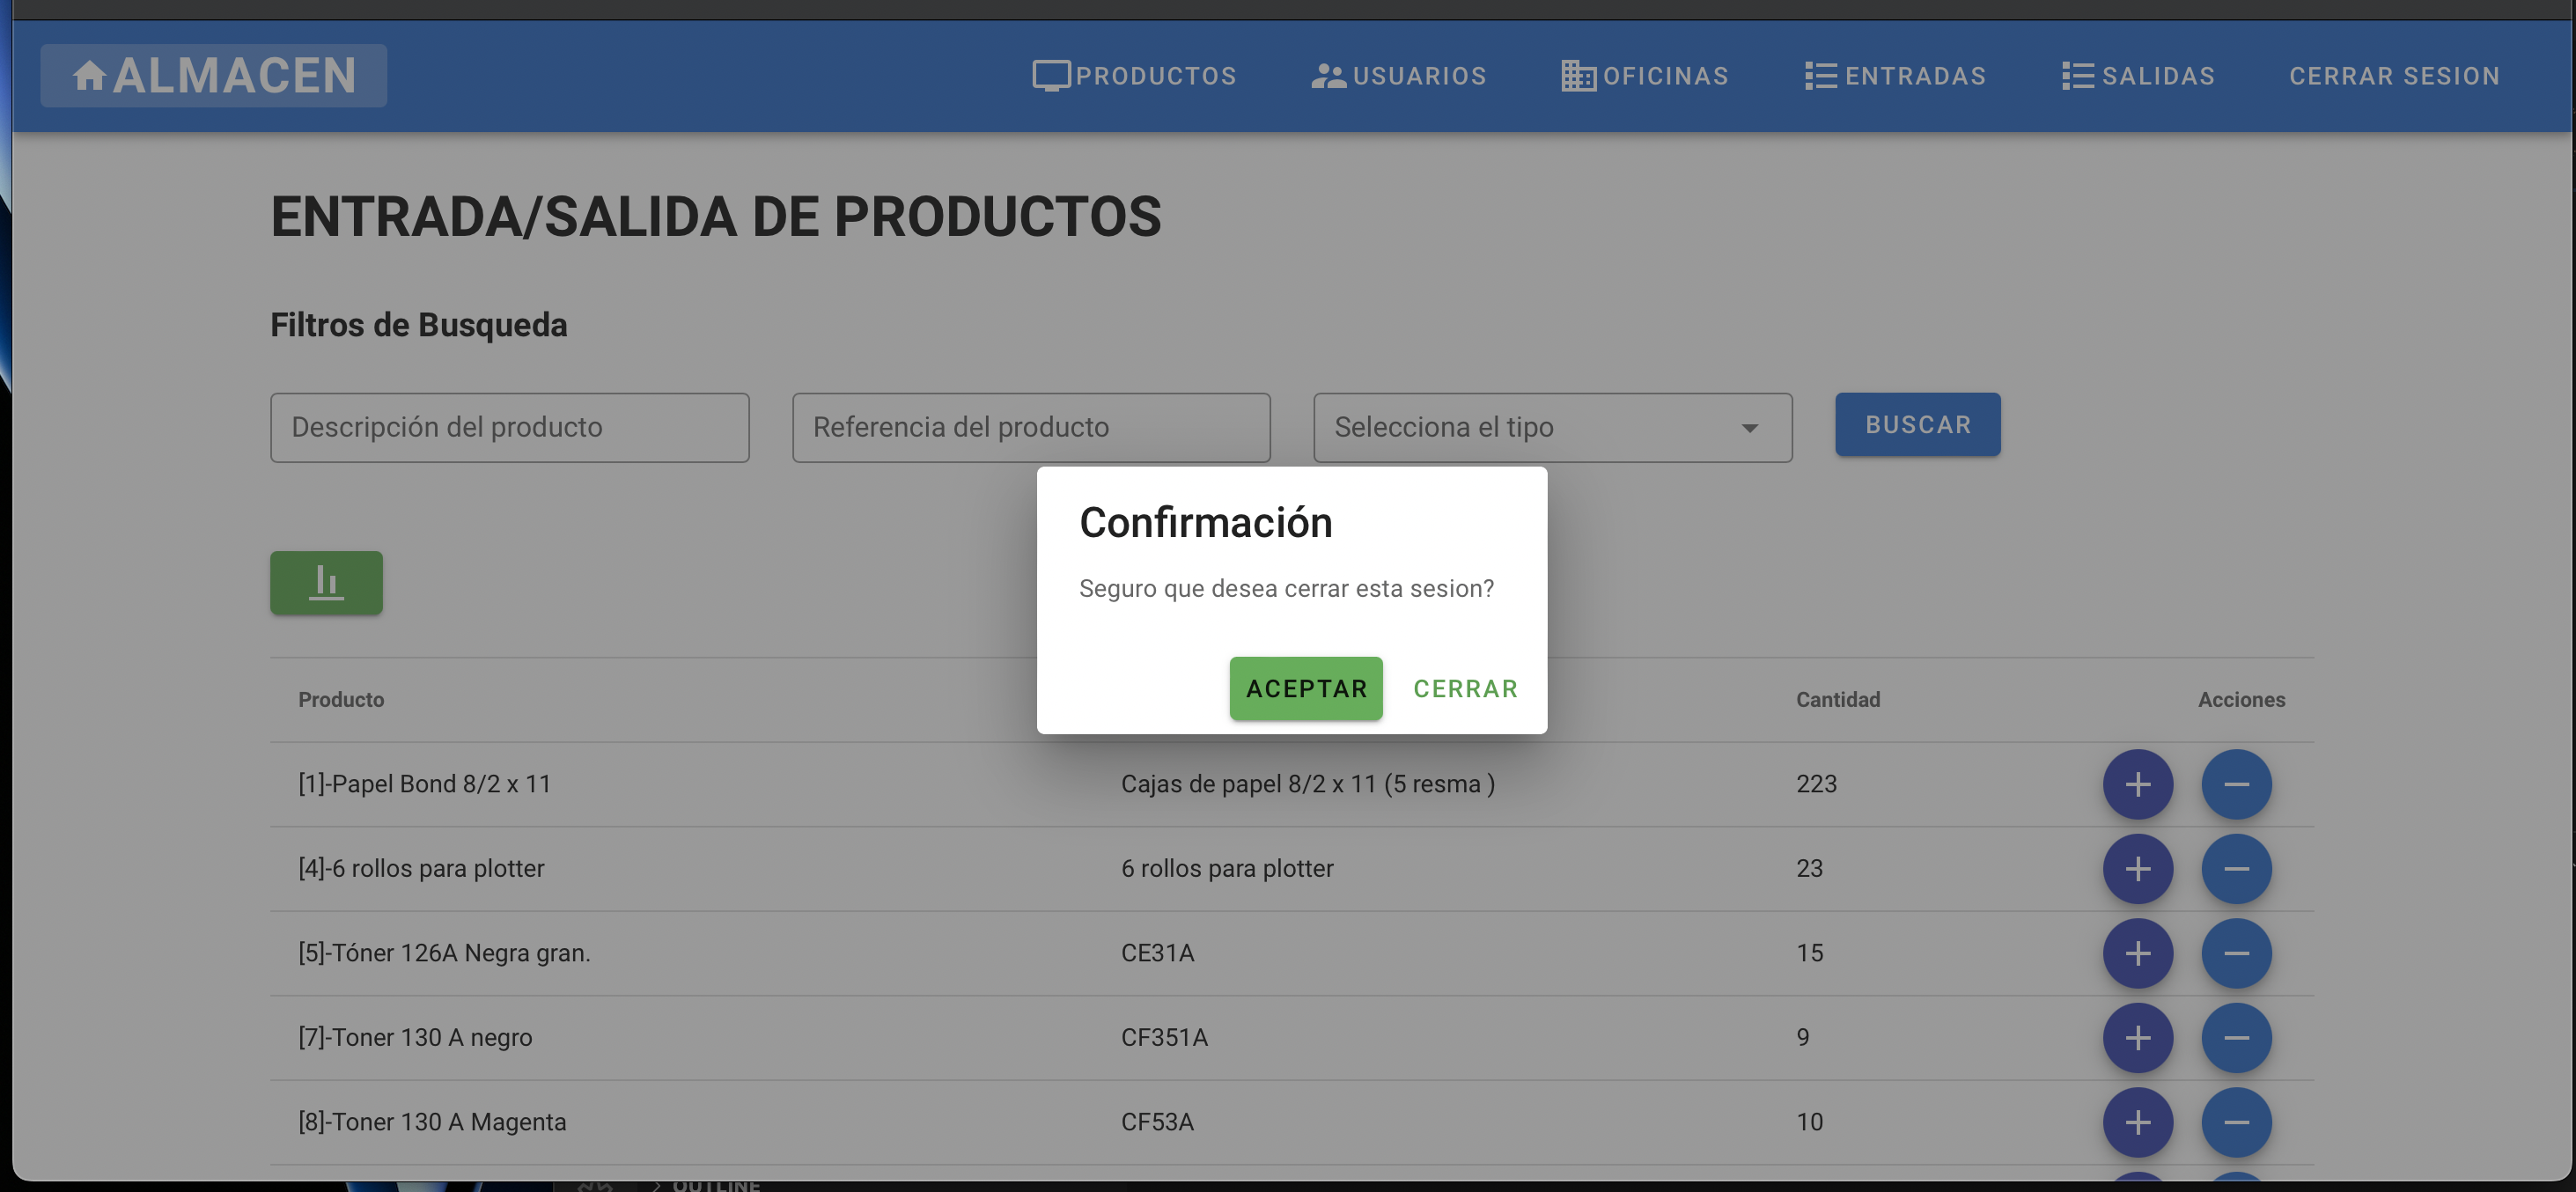 ALMACEN
PRODUCTOS
USUARIOS
OFICINAS
ENTRADAS
SALIDAS
CERRAR SESION
ENTRADA/SALIDA DE PRODUCTOS
Filtros de Busqueda
Descripción del producto
Referencia del producto
Selecciona el tipo
BUSCAR
Confirmación
Seguro que desea cerrar esta sesion?
ACEPTAR
CERRAR
Producto
Cantidad
Acciones
[1]-Papel Bond 8/2 x 11
Cajas de papel 8/2 x 11 (5 resma )
223
[4]-6 rollos para plotter
6 rollos para plotter
23
[5]-Tóner 126A Negra gran.
CE31A
15
[7]-Toner 130 A negro
CF351A
9
[8]-Toner 130 A Magenta
CF53A
10
OUTLINE